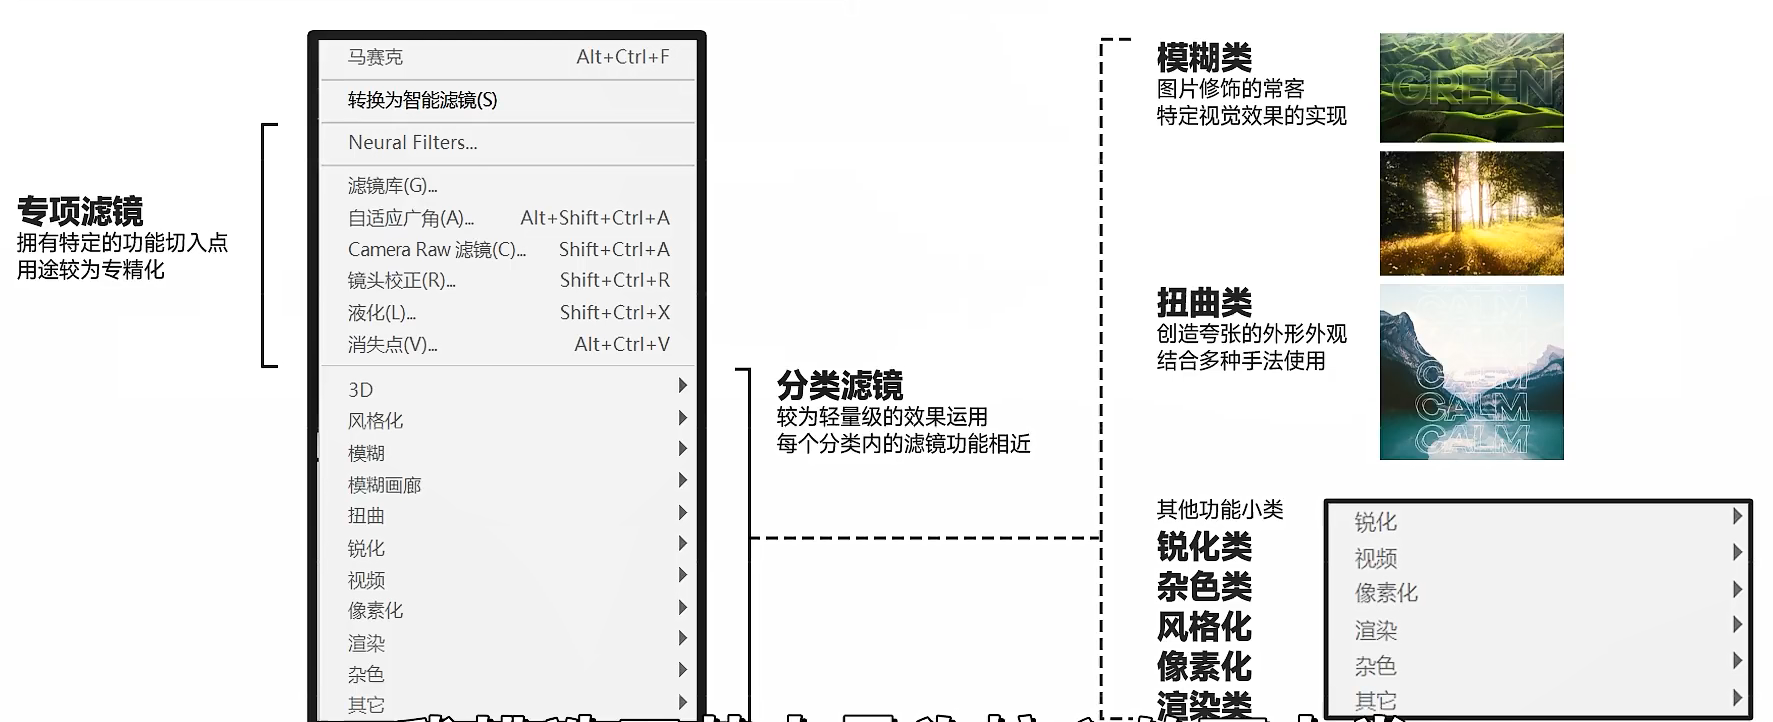 专项滤镜
拥有特定的功能切入点
用途较为专精化
马赛克 Alt+Ctrl+F
转换为智能滤镜(S)
Neural Filters...
滤镜库(G)...
自适应广角(A)... Alt+Shift+Ctrl+A
Camera Raw 滤镜(C)... Shift+Ctrl+A
镜头校正(R)... Shift+Ctrl+R
液化(L)... Shift+Ctrl+X
消失点(V)... Alt+Ctrl+V
3D
风格化
模糊
模糊画廊
扭曲
锐化
视频
像素化
渲染
杂色
其它
分类滤镜
较为轻量级的效果运用
每个分类内的滤镜功能相近
模糊类
图片修饰的常客
特定视觉效果的实现
GREEN
扭曲类
创造夸张的外形外观
结合多种手法使用
CALM
CALM
CALM
其他功能小类
锐化类
杂色类
风格化
像素化
渲染类
锐化
视频
像素化
渲染
杂色
其它